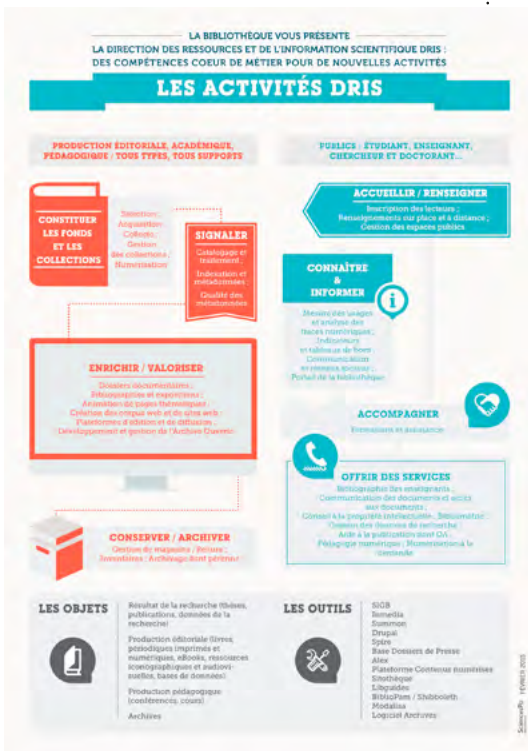 LA BIBLIOTHÈQUE VOUS PRÉSENTE
LA DIRECTION DES RESSOURCES ET DE L'INFORMATION SCIENTIFIQUE DRIS :
DES COMPÉTENCES COEUR DE MÉTIER POUR DE NOUVELLES ACTIVITÉS
LES ACTIVITÉS DRIS
PRODUCTION ÉDITORIALE, ACADÉMIQUE,
PÉDAGOGIQUE : TOUS TYPES, TOUS SUPPORTS
CONSTITUER
LES FONDS
ET LES
COLLECTIONS
Sélection ;
Acquisition ;
Collecte ;
Gestion
des collections ;
Numérisation
SIGNALER
Catalogage et
traitement ;
Indexation et
métadonnées ;
Qualité des
métadonnées
ENRICHIR / VALORISER
Dossiers documentaires ;
Bibliographies et expositions ;
Animation de pages thématiques ;
Création des corpus web et de sites web ;
Plateformes d'édition et de diffusion ;
Développement et gestion de l'Archive Ouverte
CONSERVER / ARCHIVER
Gestion de magasins / Reliure ;
Inventaires ; Archivage dont pérenne
PUBLICS : ÉTUDIANT, ENSEIGNANT,
CHERCHEUR ET DOCTORANT...
ACCUEILLIR / RENSEIGNER
Inscription des lecteurs ;
Renseignements sur place et à distance ;
Gestion des espaces publics
CONNAÎTRE
&
INFORMER
i
Mesure des usages
et analyse des
traces numériques ;
Indicateurs
et tableaux de bord
Communication
et réseaux sociaux ;
Portail de la bibliothèque
ACCOMPAGNER
Formations et assistance
OFFRIR DES SERVICES
Bibliographie des enseignants ;
Communication des documents et accès
aux documents ;
Conseil à la propriété intellectuelle ; Bibliométrie ;
Gestion des données de recherche ;
Aide à la publication dont OA ;
Pédagogie numérique ; Numérisation à la
demande
LES OBJETS
Résultat de la recherche (thèses,
publications, données de la
recherche)
Production éditoriale (livres,
périodiques imprimés et
numériques, eBooks, ressources
iconographiques et audiovi-
suelles, bases de données)
Production pédagogique
(conférences, cours)
Archives
LES OUTILS
SIGB
Ermedia
Summon
Drupal
Spire
Base Dossiers de Presse
Alex
Plateforme Contenus numérisés
Sitothèque
Libguides
BiblioPam / Shibboleth
Modalisa
Logiciel Archives
SciencesPo FÉVRIER 2015